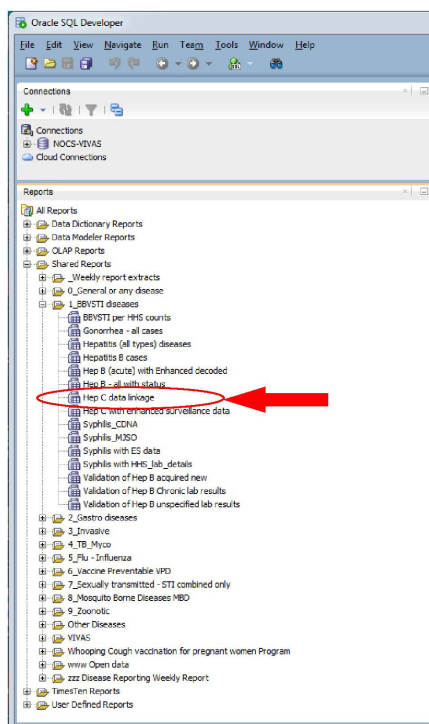 Oracle SQL Developer
File Edit View Navigate Run Team Tools Window Help
Connections
Connections
NOCS-VIVAS
Cloud Connections
Reports
All Reports
Data Dictionary Reports
Data Modeler Reports
OLAP Reports
Shared Reports
_Weekly report extracts
0_General or any disease
1_BBVSTI diseases
BBVSTI per HHS counts
Gonorrhea - all cases
Hepatitis (all types) diseases
Hepatitis B cases
Hep B (acute) with Enhanced decoded
Hep B - all with status
Hep C data linkage
Hep C with enhanced surveillance data
Syphilis_CDNA
Syphilis_MJSO
Syphilis with ES data
Syphilis with HHS_lab_details
Validation of Hep B acquired new
Validation of Hep B Chronic lab results
Validation of Hep B unspecified lab results
2_Gastro diseases
3_Invasive
4_TB_Myco
5_Flu - Influenza
6_Vaccine Preventable VPD
7_Sexually transmitted - STI combined only
8_Mosquito Borne Diseases MBD
9_Zoonotic
Other Diseases
VIVAS
Whooping Cough vaccination for pregnant women Program
www Open data
zzz Disease Reporting Weekly Report
TimesTen Reports
User Defined Reports